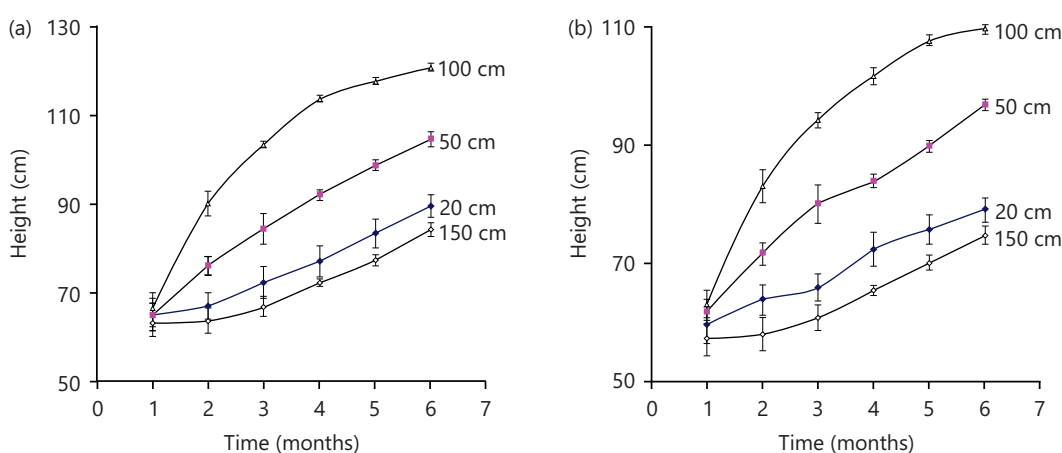 (a)
130
110
90
70
50
0 1 2 3 4 5 6 7
Height (cm)
Time (months)
100 cm
50 cm
20 cm
150 cm
(b)
110
90
70
50
0 1 2 3 4 5 6 7
Height (cm)
Time (months)
100 cm
50 cm
20 cm
150 cm